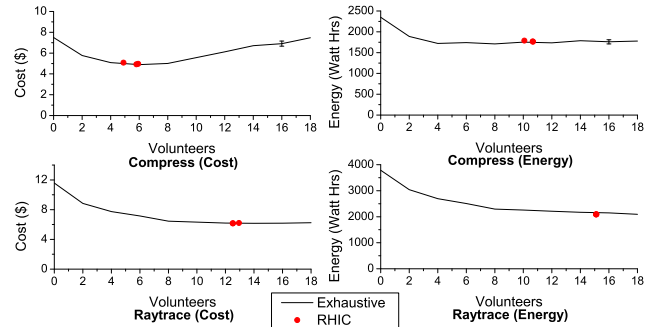 Cost ($)
10
8
6
4
2
0
0 2 4 6 8 10 12 14 16 18
Volunteers
Compress (Cost)
Energy (Watt Hrs)
2500
2000
1500
1000
500
0
0 2 4 6 8 10 12 14 16 18
Volunteers
Compress (Energy)
Cost ($)
12
8
4
0
0 2 4 6 8 10 12 14 16 18
Volunteers
Raytrace (Cost)
Energy (Watt Hrs)
4000
3000
2000
1000
0
0 2 4 6 8 10 12 14 16 18
Volunteers
Raytrace (Energy)
Exhaustive
RHIC